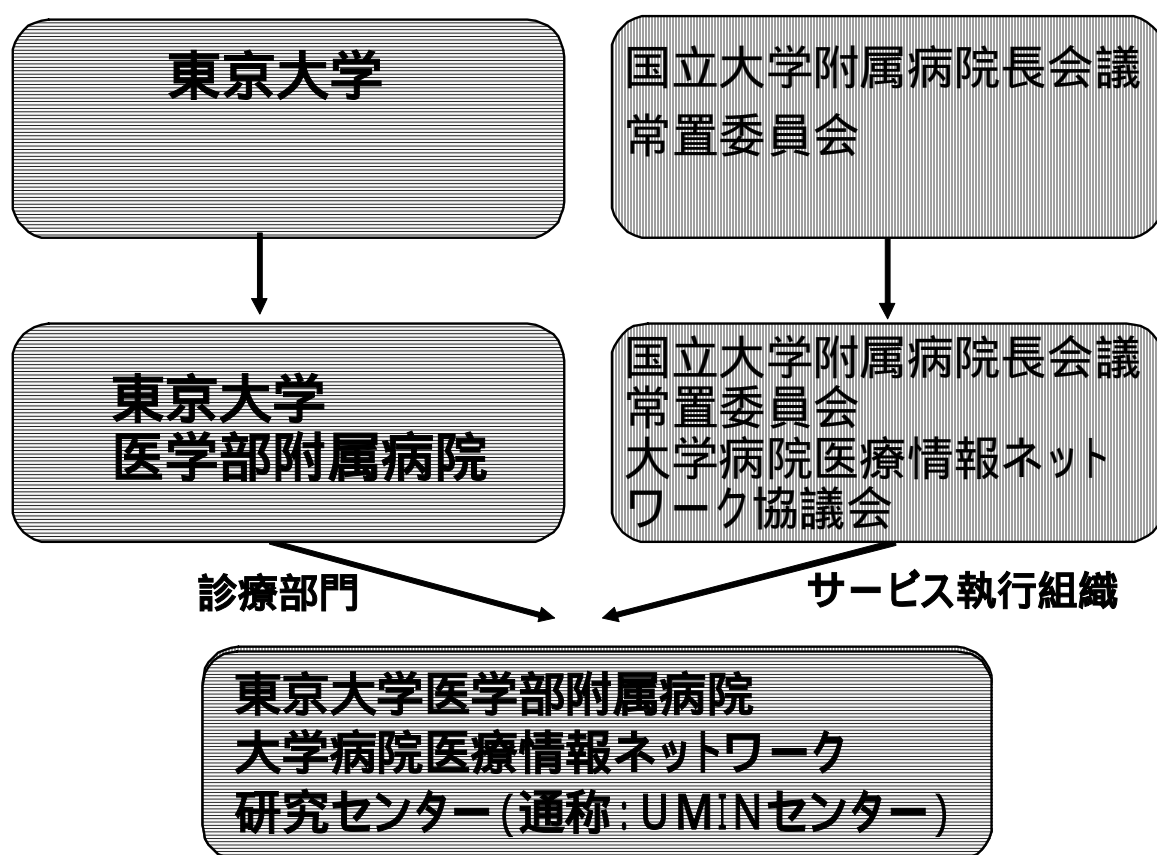 東京大学
国立大学附属病院長会議
常置委員会
東京大学
医学部附属病院
国立大学附属病院長会議
常置委員会
大学病院医療情報ネット
ワーク協議会
診療部門
サービス執行組織
東京大学医学部附属病院
大学病院医療情報ネットワーク
研究センター(通称:UMINセンター)